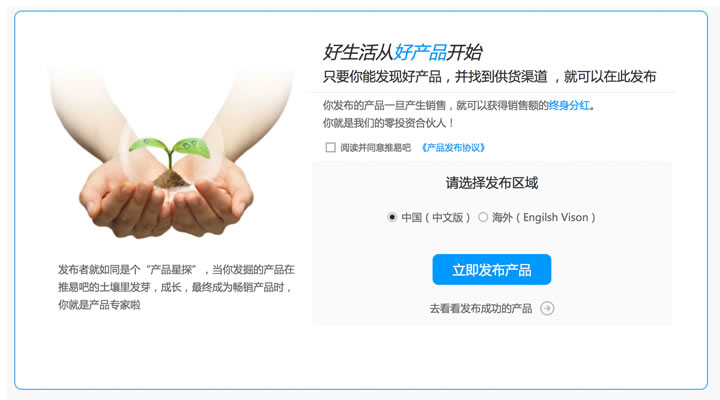 好生活从好产品开始
只要你能发现好产品，并找到供货渠道 ，就可以在此发布
你发布的产品一旦产生销售，就可以获得销售额的终身分红。
你就是我们的零投资合伙人！
阅读并同意推易吧 《产品发布协议》
请选择发布区域
中国（中文版） 海外（Engilsh Vison）
立即发布产品
去看看发布成功的产品
发布者就如同是个“产品星探”，当你发掘的产品在
推易吧的土壤里发芽，成长，最终成为畅销产品时，
你就是产品专家啦